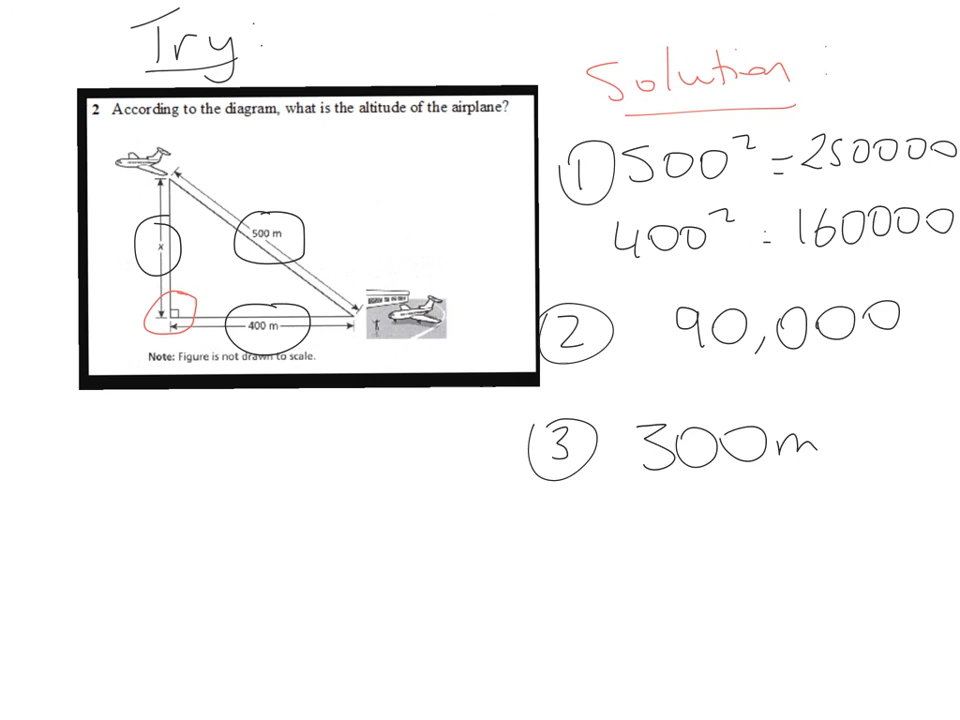 Try:
2 According to the diagram, what is the altitude of the airplane?
x
500 m
400 m
Note: Figure is not drawn to scale.
Solution:
① 500² = 250000
400² = 160000
② 90,000
③ 300m